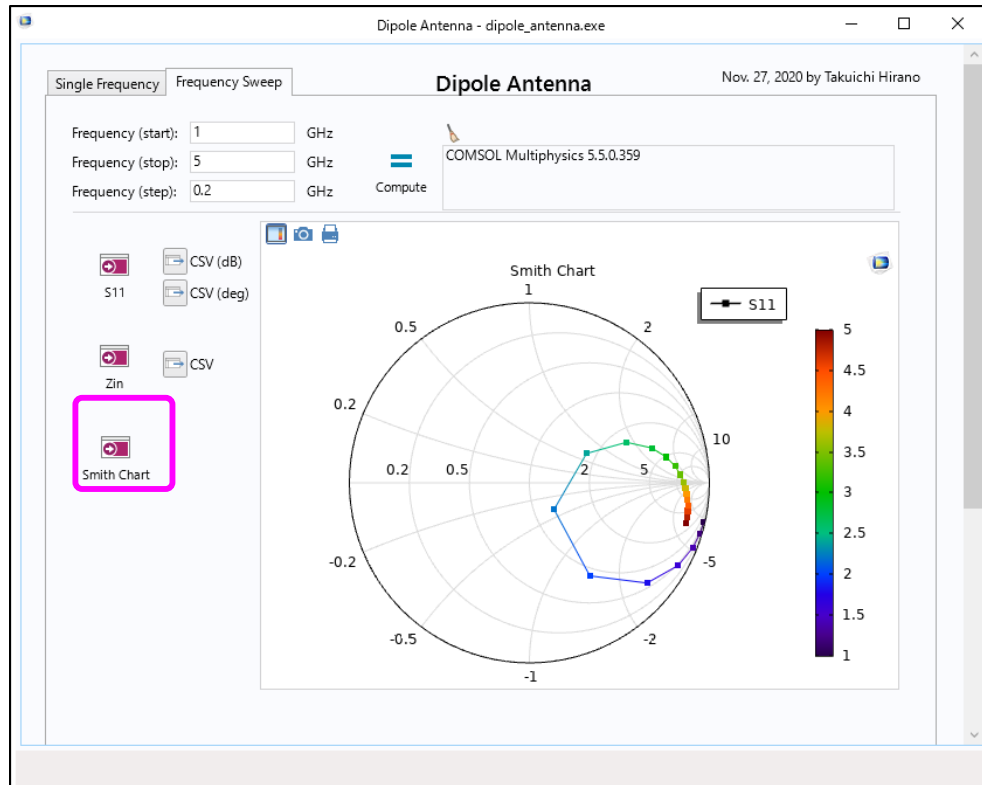 Dipole Antenna - dipole_antenna.exe
Single Frequency
Frequency Sweep
Dipole Antenna
Nov. 27, 2020 by Takuichi Hirano
Frequency (start): 1 GHz
Frequency (stop): 5 GHz
Frequency (step): 0.2 GHz
Compute
COMSOL Multiphysics 5.5.0.359
S11
CSV (dB)
CSV (deg)
Zin
CSV
Smith Chart
Smith Chart
1
S11
0.5
2
0.2
10
0.2
0.5
2
5
-0.2
-5
-0.5
-2
-1
5
4.5
4
3.5
3
2.5
2
1.5
1